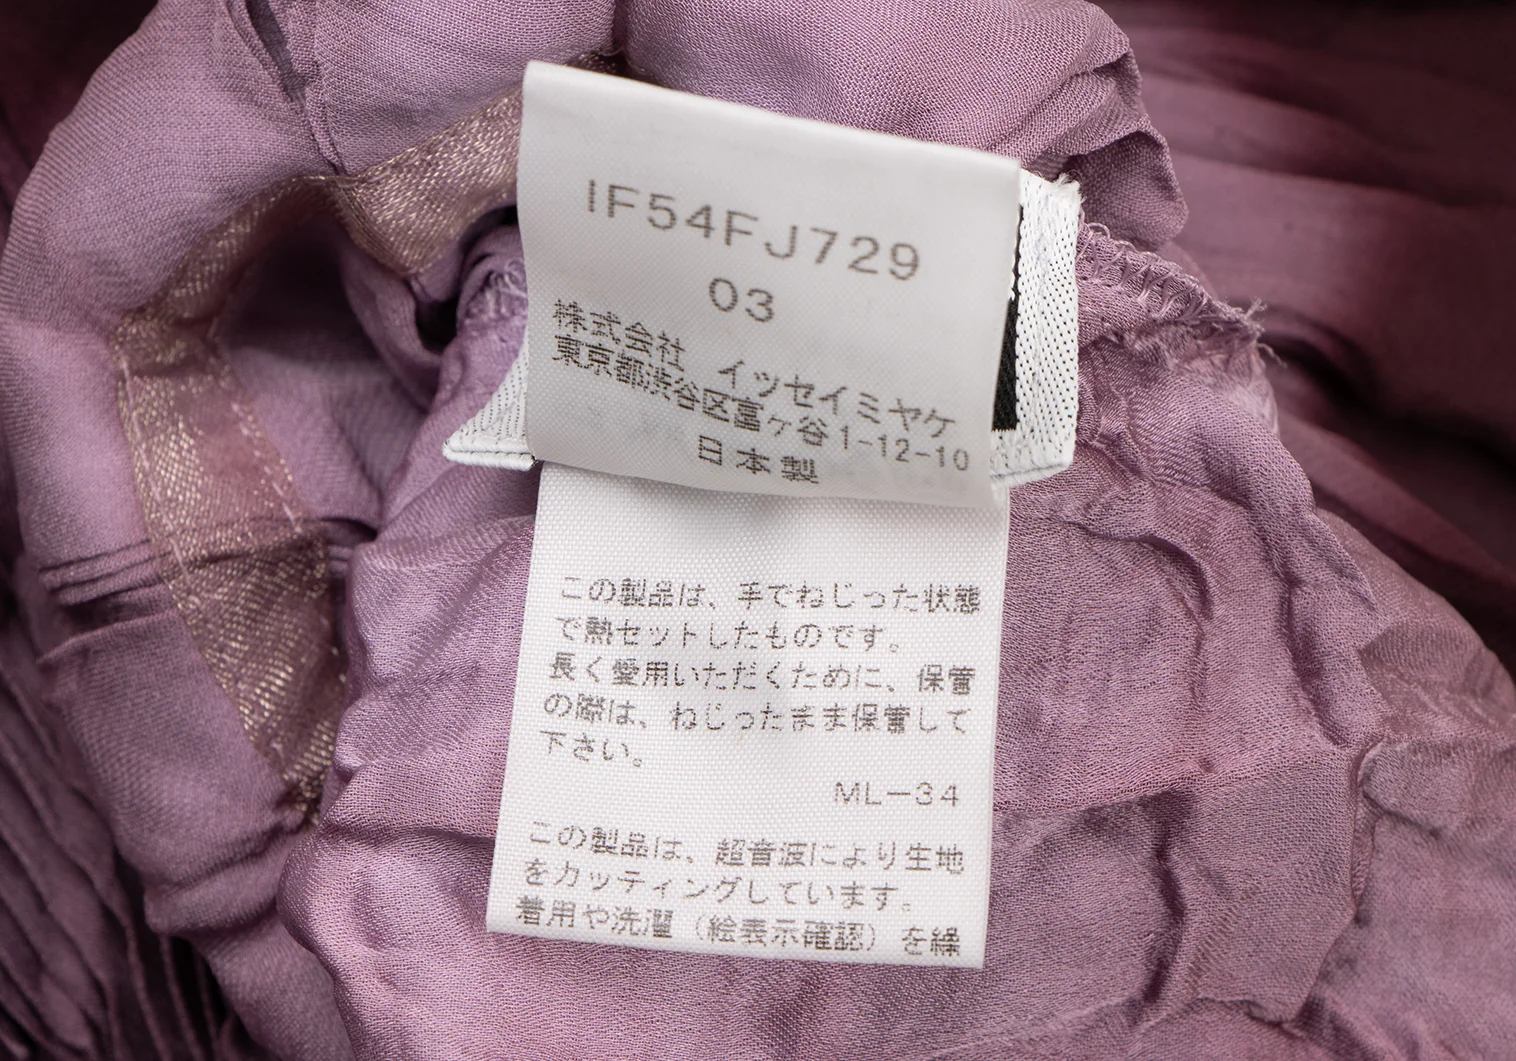 IF54FJ729
03
株式会社 イッセイミヤケ
東京都渋谷区富ヶ谷1-12-10
日本製
この製品は、手でねじった状態
で熱セットしたものです。
長く愛用いただくために、保管
の際は、ねじったまま保管して
下さい。
ML-34
この製品は、超音波により生地
をカッティングしています。
着用や洗濯（絵表示確認）を繰